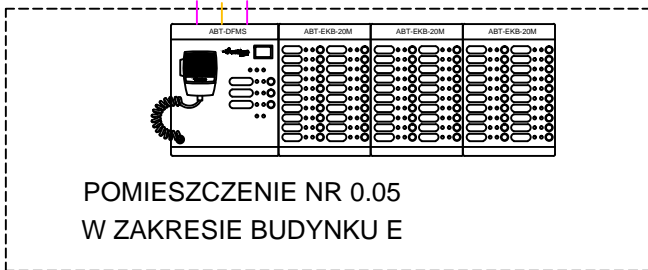 ABT-DFMS ABT-EKB-20M ABT-EKB-20M ABT-EKB-20M
POMIESZCZENIE NR 0.05
W ZAKRESIE BUDYNKU E